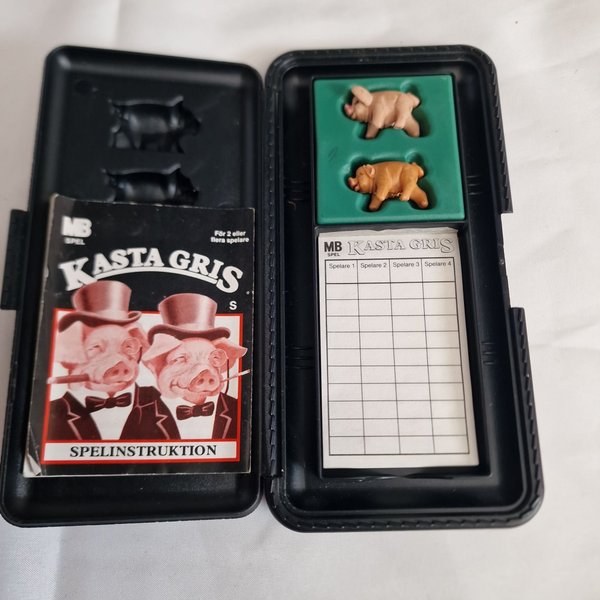 MB
SPEL
För 2 eller
flera spelare
KASTA GRIS
S
SPELINSTRUKTION
MB
SPEL
KASTA GRIS
Spelare 1 Spelare 2 Spelare 3 Spelare 4